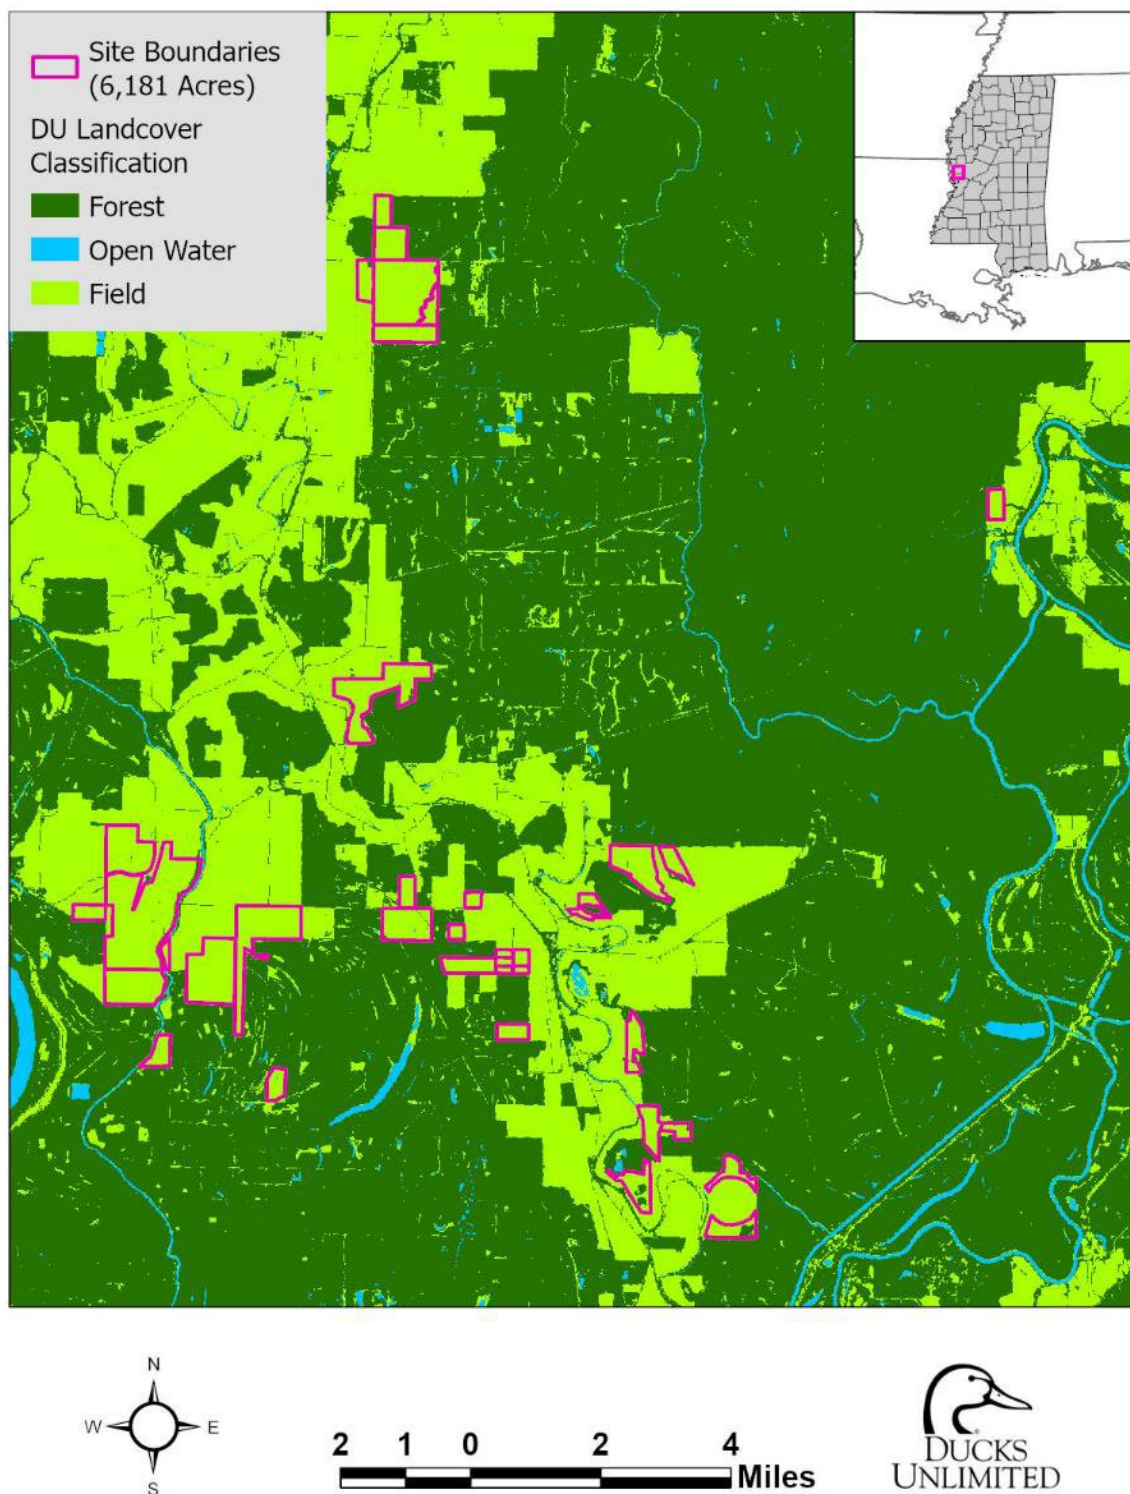 Site Boundaries
(6,181 Acres)
DU Landcover
Classification
Forest
Open Water
Field
N
W E
S
2 1 0 2 4
Miles
DUCKS
UNLIMITED